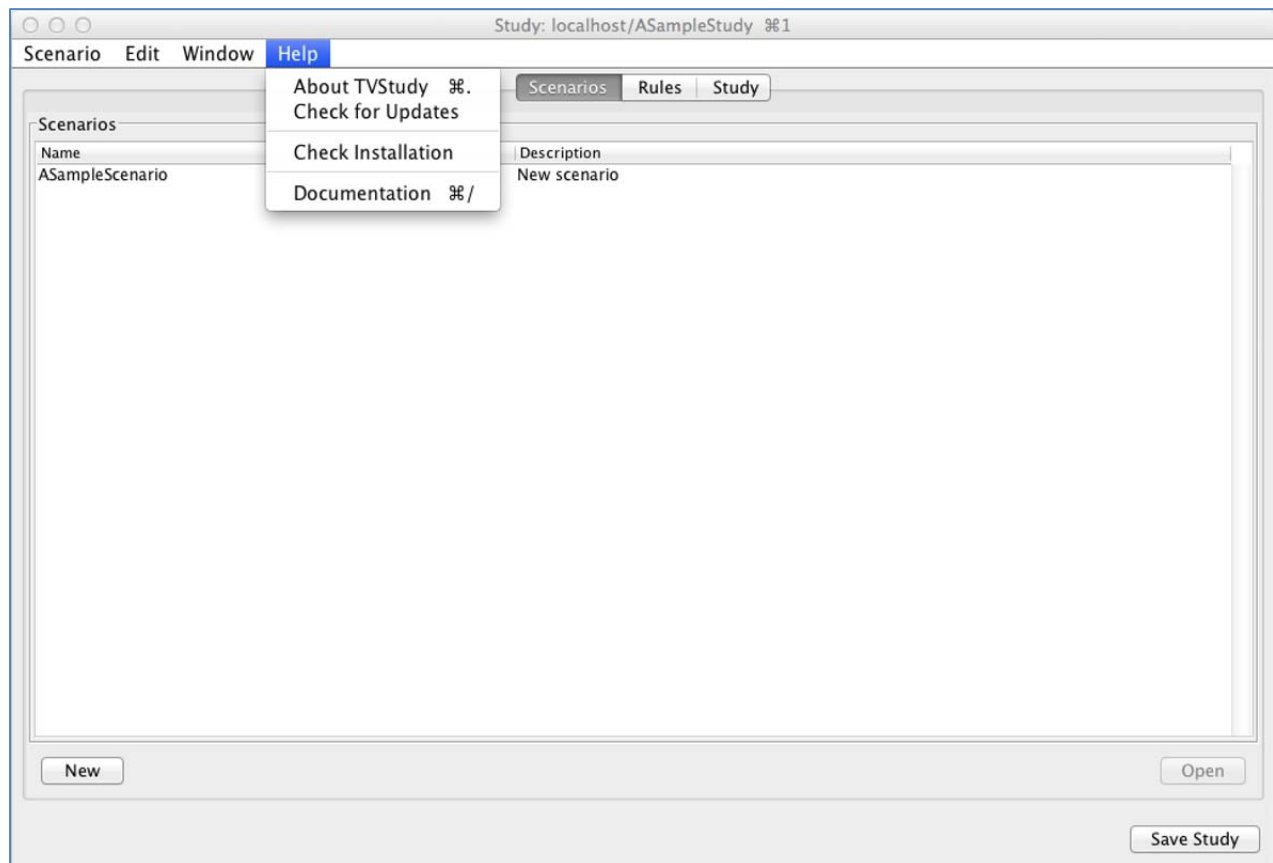 Study: localhost/ASampleStudy ⌘1
Scenario Edit Window Help
About TVStudy ⌘.
Check for Updates
Check Installation
Documentation ⌘/
Scenarios Rules Study
Scenarios
Name Description
ASampleScenario New scenario
New Open
Save Study